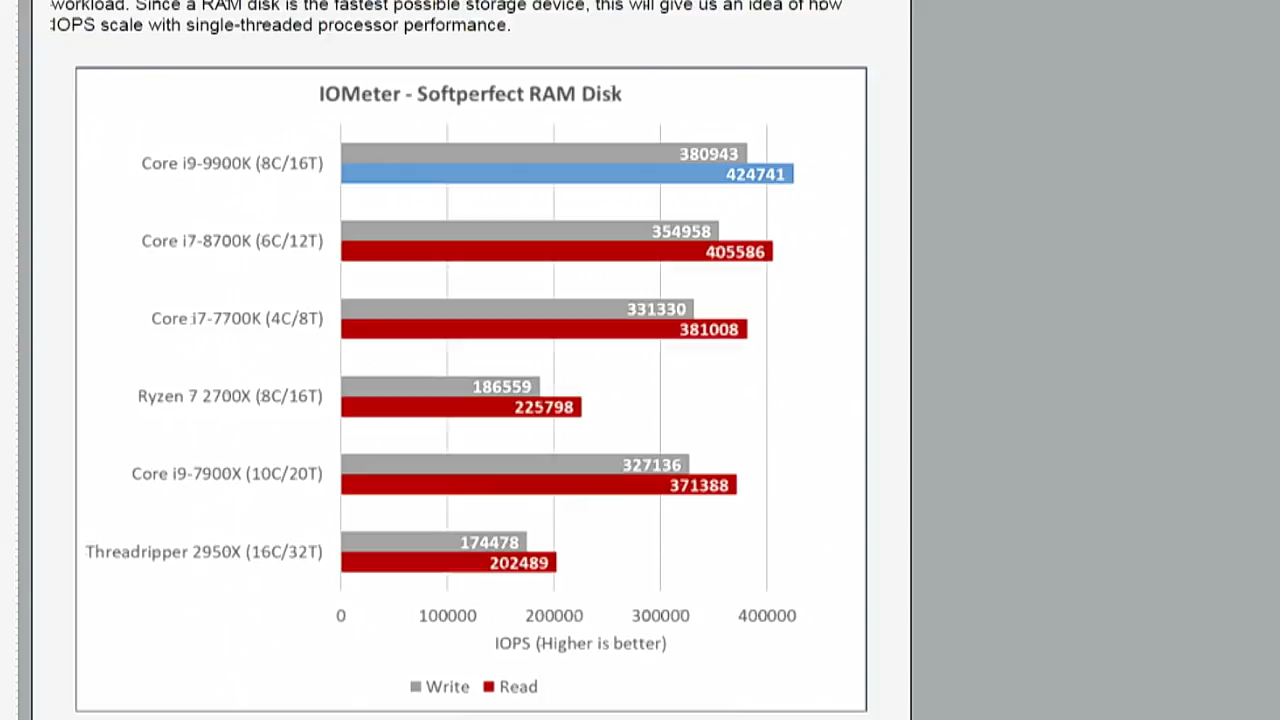 workload. Since a RAM disk is the fastest possible storage device, this will give us an idea of how
IOPS scale with single-threaded processor performance.
IOMeter - Softperfect RAM Disk
Core i9-9900K (8C/16T)
380943
424741
Core i7-8700K (6C/12T)
354958
405586
Core i7-7700K (4C/8T)
331330
381008
Ryzen 7 2700X (8C/16T)
186559
225798
Core i9-7900X (10C/20T)
327136
371388
Threadripper 2950X (16C/32T)
174478
202489
0 100000 200000 300000 400000
IOPS (Higher is better)
Write Read